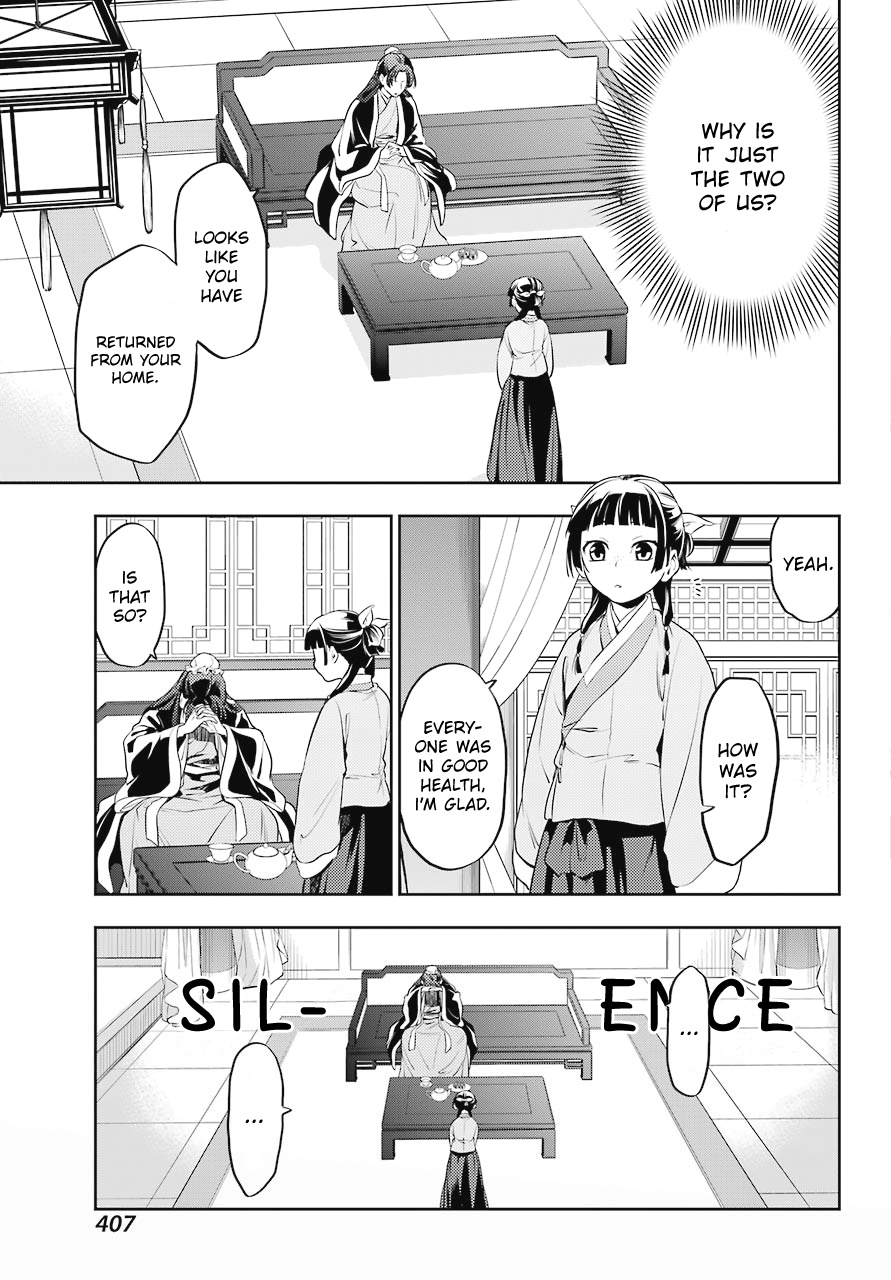 WHY IS
IT JUST
THE TWO
OF US?
LOOKS
LIKE
YOU
HAVE
RETURNED
FROM YOUR
HOME.
YEAH.
HOW
WAS
IT?
EVERY-
ONE WAS
IN GOOD
HEALTH,
I'M GLAD.
IS
THAT
SO?
SIL- ENCE
...
...
407